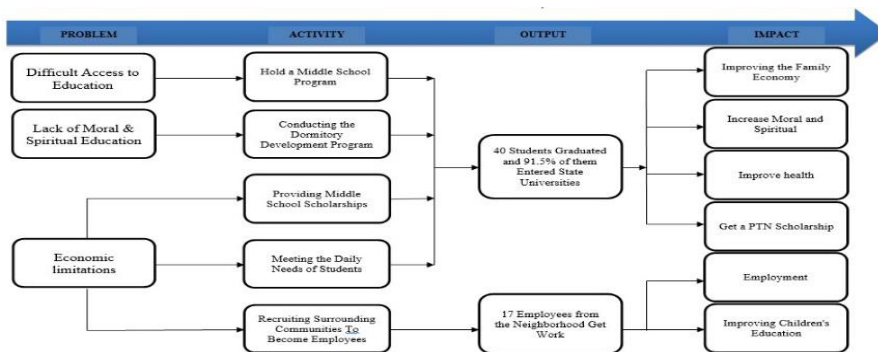 PROBLEM
ACTIVITY
OUTPUT
IMPACT
Difficult Access to
Education
Lack of Moral &
Spiritual Education
Economic
limitations
Hold a Middle School
Program
Conducting the
Dormitory
Development Program
Providing Middle
School Scholarships
Meeting the Daily
Needs of Students
Recruiting Surrounding
Communities To
Become Employees
40 Students Graduated
and 91.5% of them
Entered State
Universities
17 Employees from
the Neighborhood Get
Work
Improving the Family
Economy
Increase Moral and
Spiritual
Improve health
Get a PTN Scholarship
Employment
Improving Children's
Education